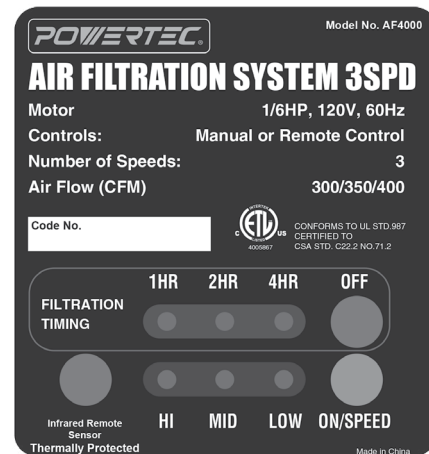 POWERTEC.
Model No. AF4000
AIR FILTRATION SYSTEM 3SPD
Motor 1/6HP, 120V, 60Hz
Controls: Manual or Remote Control
Number of Speeds: 3
Air Flow (CFM) 300/350/400
Code No.
INTERTEK
C ETL US
4005867
CONFORMS TO UL STD.987
CERTIFIED TO
CSA STD. C22.2 NO.71.2
1HR 2HR 4HR OFF
FILTRATION
TIMING
HI MID LOW ON/SPEED
Infrared Remote
Sensor
Thermally Protected
Made in China